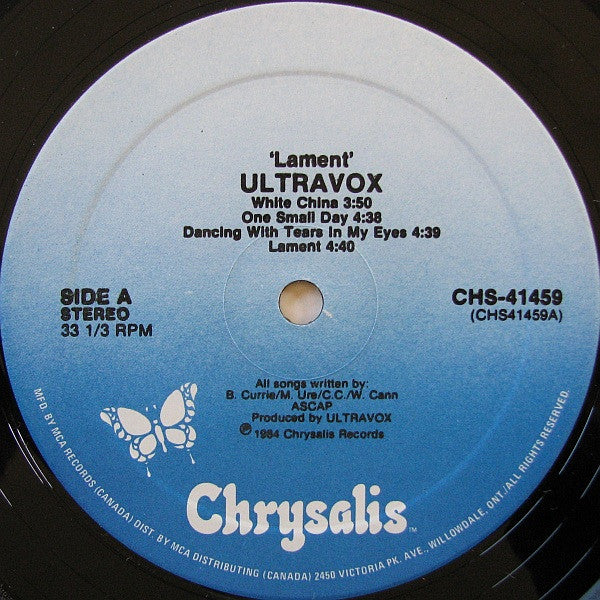 'Lament'
ULTRAVOX
White China 3:50
One Small Day 4:38
Dancing With Tears In My Eyes 4:39
Lament 4:40
SIDE A
STEREO
33 1/3 RPM
CHS-41459
(CHS41459A)
All songs written by:
B. Currie/M. Ure/C.C./W. Cann
ASCAP
Produced by ULTRAVOX
℗ 1984 Chrysalis Records
Chrysalis™
MFD. BY MCA RECORDS (CANADA) DIST. BY MCA DISTRIBUTING (CANADA) 2450 VICTORIA PK. AVE., WILLOWDALE, ONT./ALL RIGHTS RESERVED.